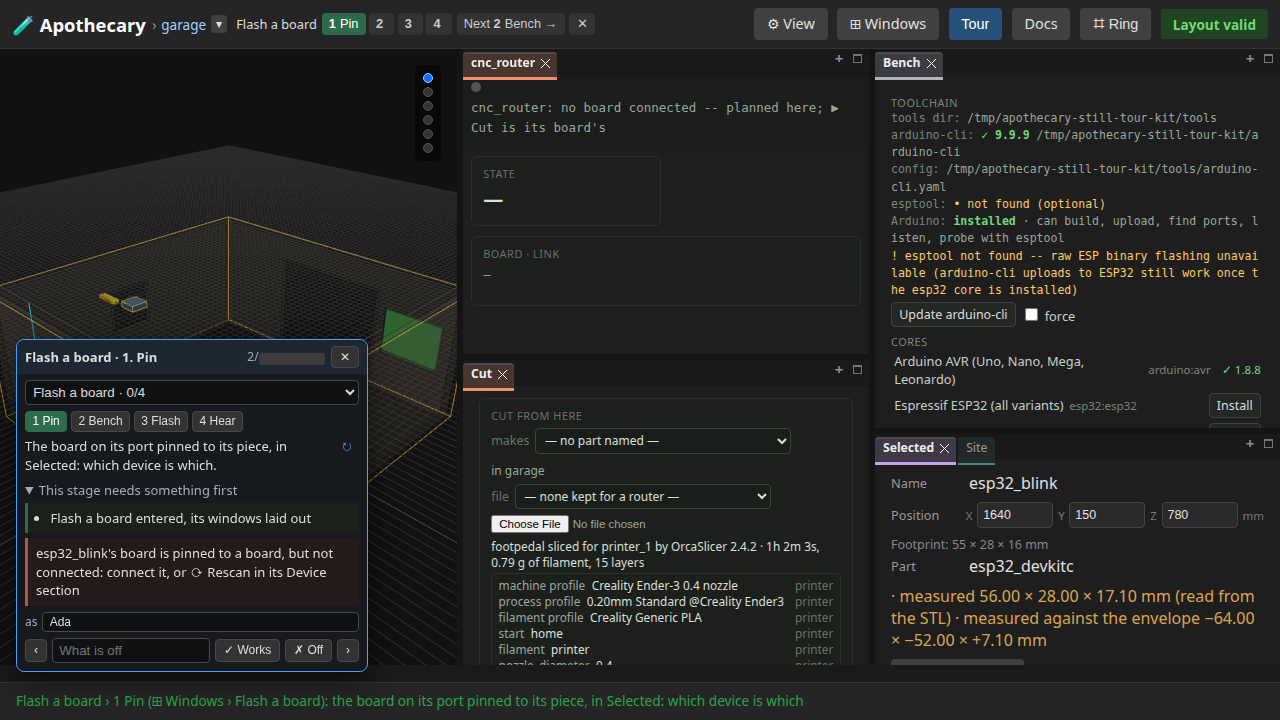 Apothecary › garage ▾ Flash a board 1 Pin 2 3 4 Next 2 Bench → ✕ ⚙ View ⊞ Windows Tour Docs ⌗ Ring Layout valid
cnc_router
cnc_router: no board connected -- planned here; ▶
Cut is its board's
STATE
—
BOARD · LINK
—
Cut
CUT FROM HERE
makes — no part named —
in garage
file — none kept for a router —
Choose File No file chosen
footpedal sliced for printer_1 by OrcaSlicer 2.4.2 · 1h 2m 3s,
0.79 g of filament, 15 layers
machine profile Creality Ender-3 0.4 nozzle printer
process profile 0.20mm Standard @Creality Ender3 printer
filament profile Creality Generic PLA printer
start home printer
filament printer printer
nozzle_diameter 0.4
Bench
TOOLCHAIN
tools dir: /tmp/apothecary-still-tour-kit/tools
arduino-cli: ✓ 9.9.9 /tmp/apothecary-still-tour-kit/a
rduino-cli
config: /tmp/apothecary-still-tour-kit/tools/arduino-
cli.yaml
esptool: • not found (optional)
Arduino: installed · can build, upload, find ports, l
isten, probe with esptool
! esptool not found -- raw ESP binary flashing unavai
lable (arduino-cli uploads to ESP32 still work once t
he esp32 core is installed)
Update arduino-cli force
CORES
Arduino AVR (Uno, Nano, Mega,
Leonardo) arduino:avr ✓ 1.8.8
Espressif ESP32 (all variants) esp32:esp32 Install
Selected Site
Name esp32_blink
Position X 1640 Y 150 Z 780 mm
Footprint: 55 × 28 × 16 mm
Part esp32_devkitc
· measured 56.00 × 28.00 × 17.10 mm (read from
the STL) · measured against the envelope −64.00
× −52.00 × +7.10 mm
Flash a board · 1. Pin 2/ ✕
Flash a board · 0/4
1 Pin 2 Bench 3 Flash 4 Hear
The board on its port pinned to its piece, in ↻
Selected: which device is which.
▼ This stage needs something first
• Flash a board entered, its windows laid out
esp32_blink's board is pinned to a board, but not
connected: connect it, or ⟳ Rescan in its Device
section
as Ada
‹ What is off ✓ Works ✗ Off ›
Flash a board › 1 Pin (⊞ Windows › Flash a board): the board on its port pinned to its piece, in Selected: which device is which